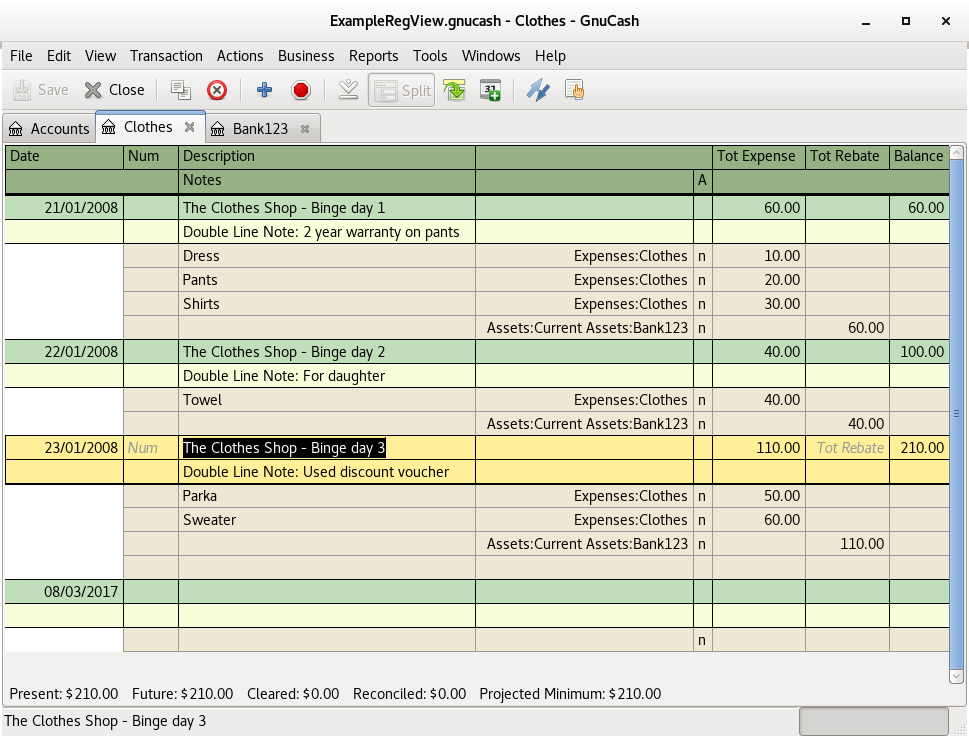 ExampleRegView.gnucash - Clothes - GnuCash
File Edit View Transaction Actions Business Reports Tools Windows Help
Save Close Split
Accounts Clothes Bank123
Date Num Description Tot Expense Tot Rebate Balance
Notes A
21/01/2008 The Clothes Shop - Binge day 1 60.00 60.00
Double Line Note: 2 year warranty on pants
Dress Expenses:Clothes n 10.00
Pants Expenses:Clothes n 20.00
Shirts Expenses:Clothes n 30.00
Assets:Current Assets:Bank123 n 60.00
22/01/2008 The Clothes Shop - Binge day 2 40.00 100.00
Double Line Note: For daughter
Towel Expenses:Clothes n 40.00
Assets:Current Assets:Bank123 n 40.00
23/01/2008 Num The Clothes Shop - Binge day 3 110.00 Tot Rebate 210.00
Double Line Note: Used discount voucher
Parka Expenses:Clothes n 50.00
Sweater Expenses:Clothes n 60.00
Assets:Current Assets:Bank123 n 110.00
08/03/2017
n
Present: $210.00 Future: $210.00 Cleared: $0.00 Reconciled: $0.00 Projected Minimum: $210.00
The Clothes Shop - Binge day 3